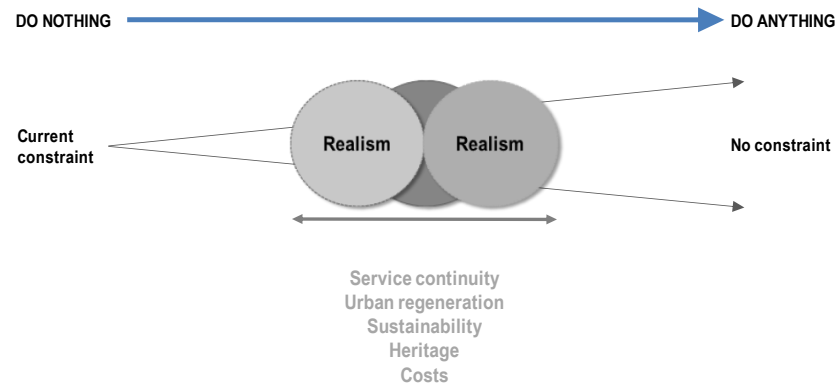 DO NOTHING
DO ANYTHING
Current
constraint
Realism
Realism
No constraint
Service continuity
Urban regeneration
Sustainability
Heritage
Costs